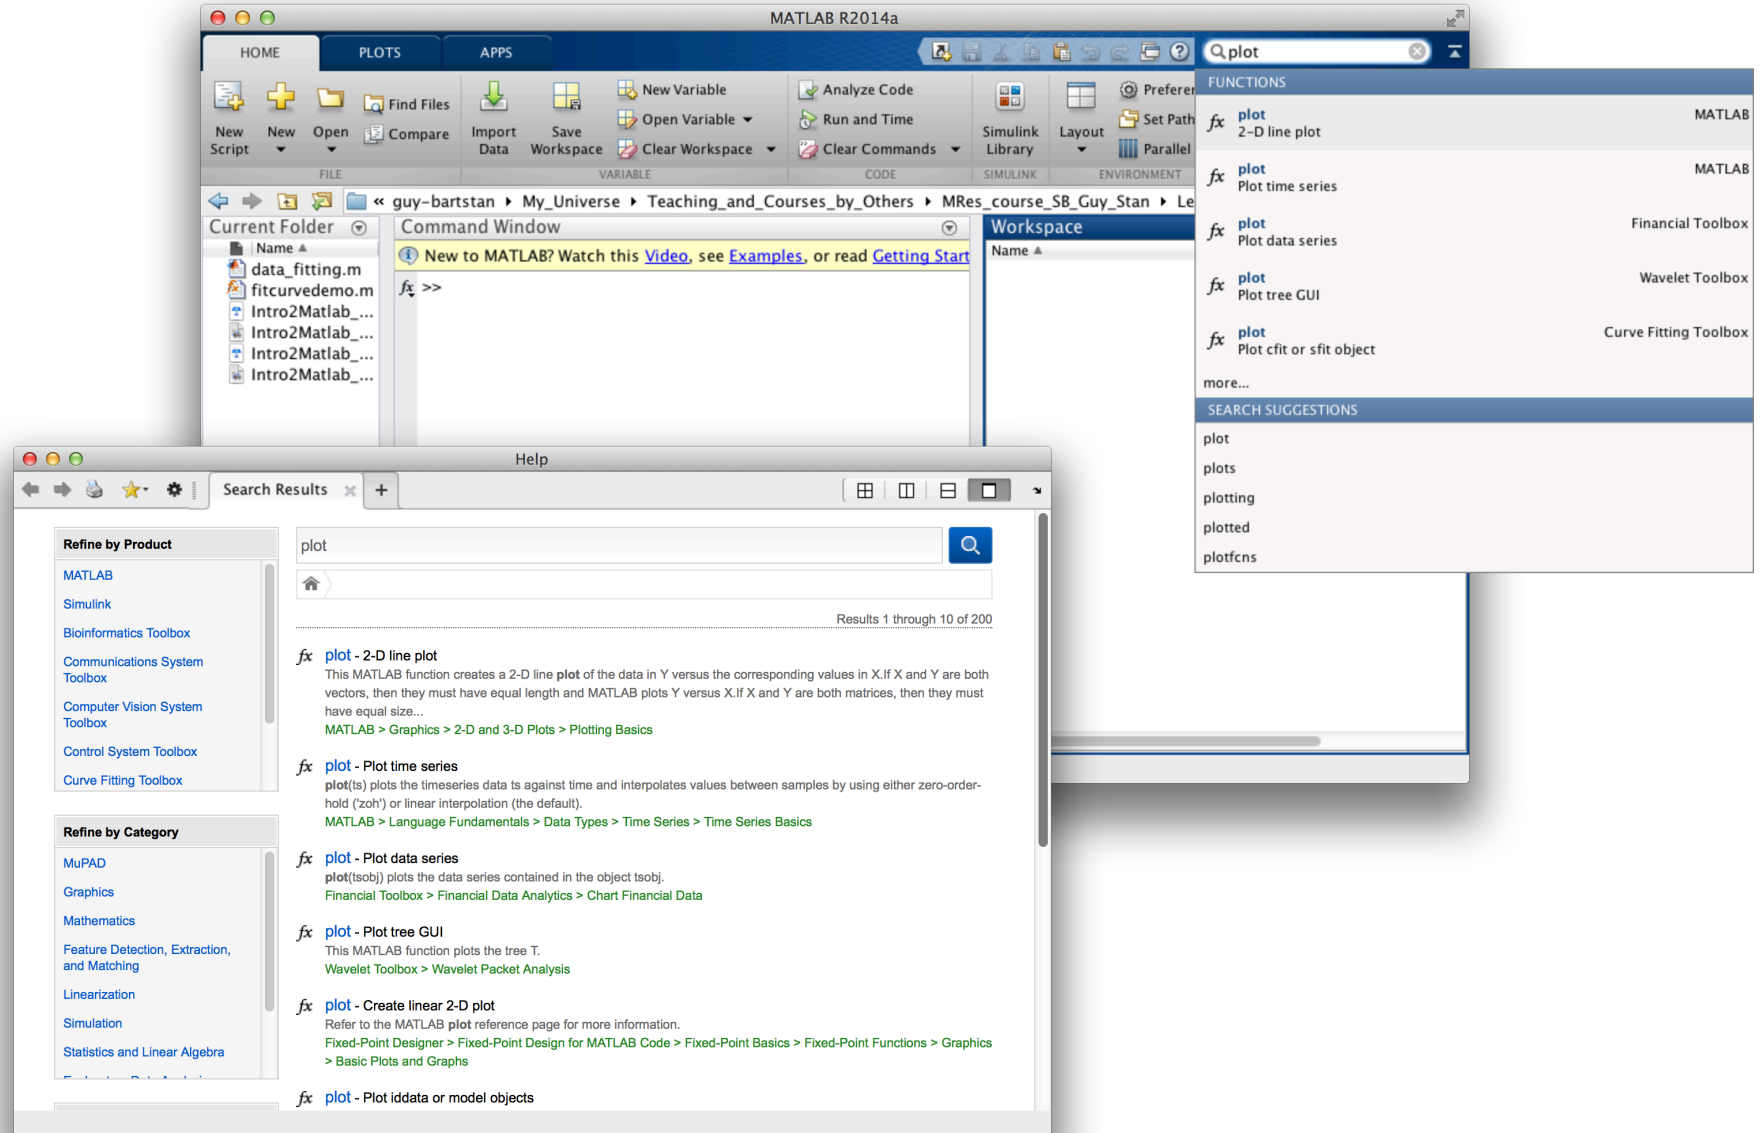 MATLAB R2014a
HOME PLOTS APPS
plot
New Script
New
Open
Find Files
Compare
Import Data
Save Workspace
New Variable
Open Variable
Clear Workspace
Analyze Code
Run and Time
Clear Commands
Simulink Library
Layout
Set Path
Parallel
FILE VARIABLE CODE SIMULINK ENVIRONMENT
« guy-bartstan ▸ My_Universe ▸ Teaching_and_Courses_by_Others ▸ MRes_course_SB_Guy_Stan ▸ Le
Current Folder
Name
data_fitting.m
fitcurvedemo.m
Intro2Matlab_...
Intro2Matlab_...
Intro2Matlab_...
Intro2Matlab_...
Command Window
New to MATLAB? Watch this Video, see Examples, or read Getting Start
fx >>
Workspace
Name
FUNCTIONS
fx plot MATLAB
2-D line plot
fx plot MATLAB
Plot time series
fx plot Financial Toolbox
Plot data series
fx plot Wavelet Toolbox
Plot tree GUI
fx plot Curve Fitting Toolbox
Plot cfit or sfit object
more...
SEARCH SUGGESTIONS
plot
plots
plotting
plotted
plotfcns
Help
Search Results
Refine by Product
MATLAB
Simulink
Bioinformatics Toolbox
Communications System
Toolbox
Computer Vision System
Toolbox
Control System Toolbox
Curve Fitting Toolbox
Refine by Category
MuPAD
Graphics
Mathematics
Feature Detection, Extraction,
and Matching
Linearization
Simulation
Statistics and Linear Algebra
plot
Results 1 through 10 of 200
fx plot - 2-D line plot
This MATLAB function creates a 2-D line plot of the data in Y versus the corresponding values in X.If X and Y are both
vectors, then they must have equal length and MATLAB plots Y versus X.If X and Y are both matrices, then they must
have equal size...
MATLAB > Graphics > 2-D and 3-D Plots > Plotting Basics
fx plot - Plot time series
plot(ts) plots the timeseries data ts against time and interpolates values between samples by using either zero-order-
hold ('zoh') or linear interpolation (the default).
MATLAB > Language Fundamentals > Data Types > Time Series > Time Series Basics
fx plot - Plot data series
plot(tsobj) plots the data series contained in the object tsobj.
Financial Toolbox > Financial Data Analytics > Chart Financial Data
fx plot - Plot tree GUI
This MATLAB function plots the tree T.
Wavelet Toolbox > Wavelet Packet Analysis
fx plot - Create linear 2-D plot
Refer to the MATLAB plot reference page for more information.
Fixed-Point Designer > Fixed-Point Design for MATLAB Code > Fixed-Point Basics > Fixed-Point Functions > Graphics
> Basic Plots and Graphs
fx plot - Plot iddata or model objects